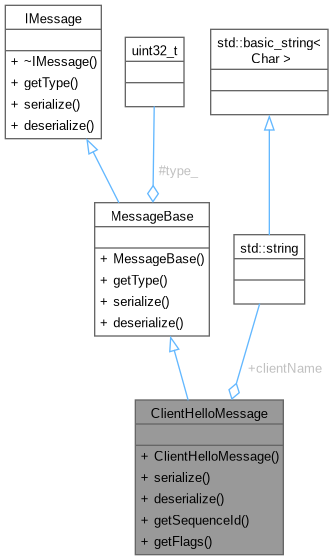 IMessage
+ ~IMessage()
+ getType()
+ serialize()
+ deserialize()
uint32_t
std::basic_string<
Char >
#type_
MessageBase
+ MessageBase()
+ getType()
+ serialize()
+ deserialize()
std::string
+clientName
ClientHelloMessage
+ ClientHelloMessage()
+ serialize()
+ deserialize()
+ getSequenceId()
+ getFlags()